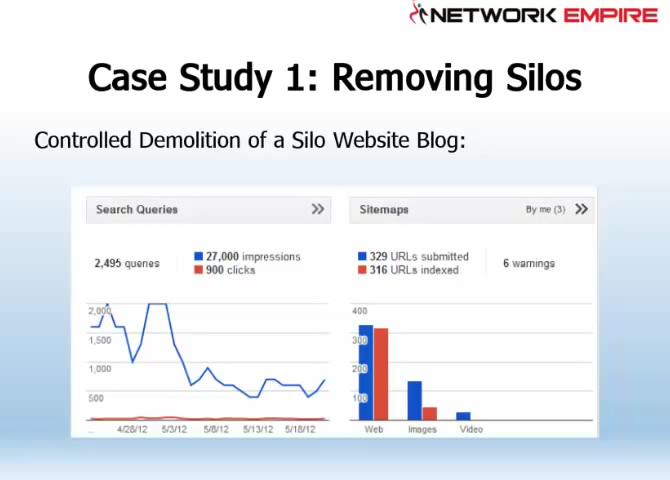 NETWORK EMPIRE
Case Study 1: Removing Silos
Controlled Demolition of a Silo Website Blog:
Search Queries
2,495 queries
27,000 impressions
900 clicks
2,000
1,500
1,000
500
... 4/28/12 5/3/12 5/8/12 5/13/12 5/18/12
Sitemaps By me (3)
329 URLs submitted
316 URLs indexed
6 warnings
400
300
200
100
Web Images Video